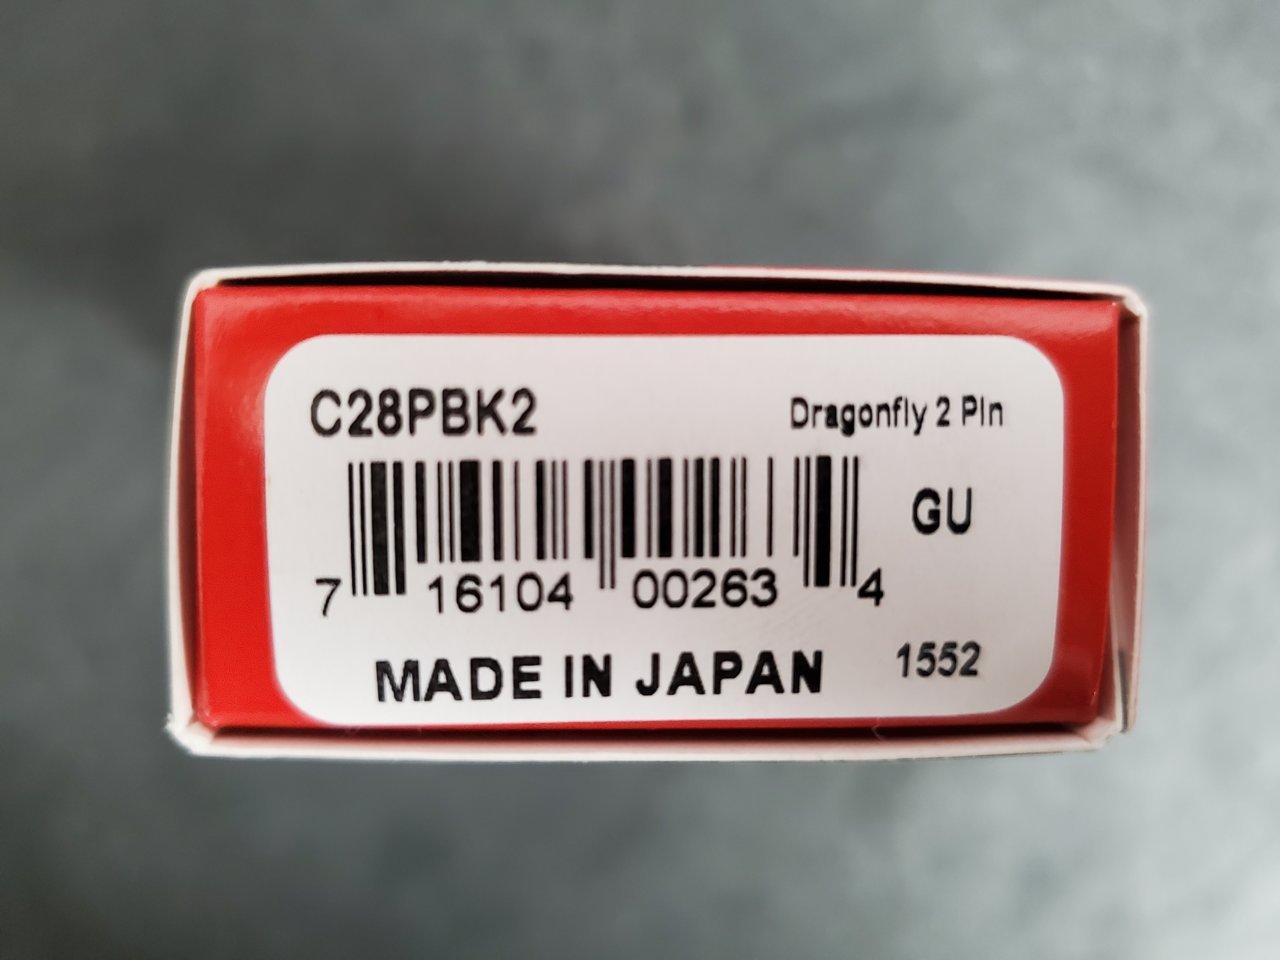 C28PBK2
Dragonfly 2 Pin
GU
7 16104 00263 4
MADE IN JAPAN
1552